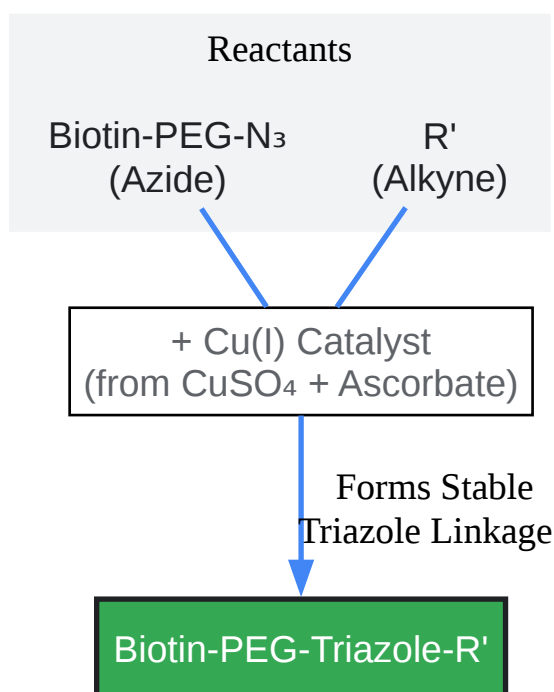 Reactants
Biotin-PEG-N₃
(Azide)
R'
(Alkyne)
+ Cu(I) Catalyst
(from CuSO₄ + Ascorbate)
Forms Stable
Triazole Linkage
Biotin-PEG-Triazole-R'